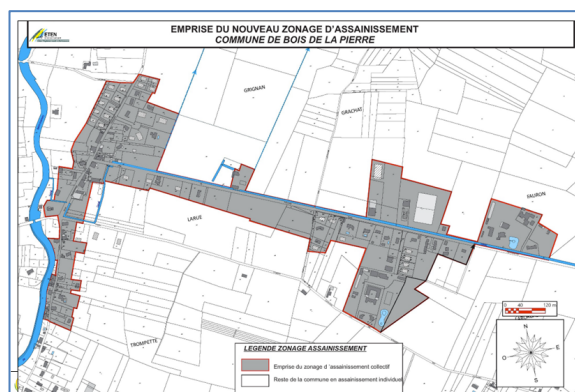 ETEN
EMPRISE DU NOUVEAU ZONAGE D'ASSAINISSEMENT
COMMUNE DE BOIS DE LA PIERRE
GRIGNAN
GRACHAT
FAURON
LARUE
TROMPETTE
0 40 120 m
LEGENDE ZONAGE ASSAINISSEMENT
Emprise du zonage d 'assainissement collectif
Reste de la commune en assainissement individuel
N
O
E
S